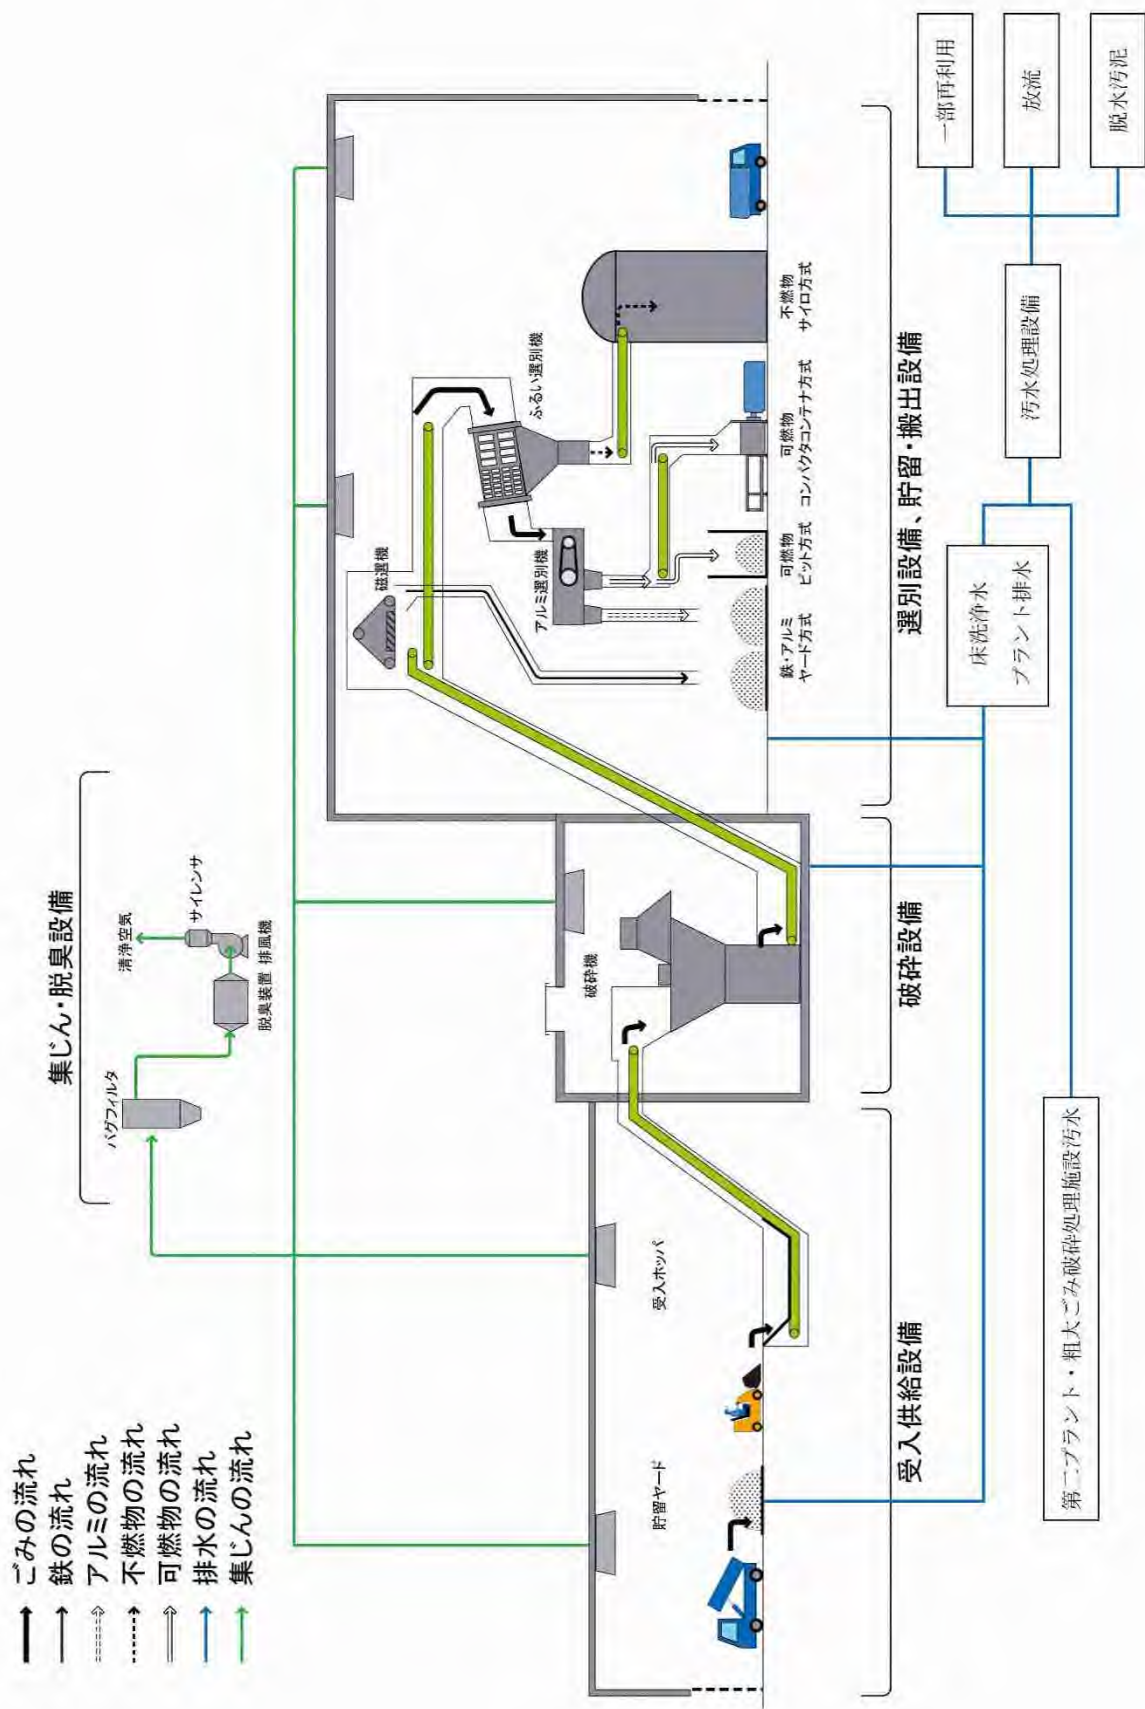 ごみの流れ
鉄の流れ
アルミの流れ
不燃物の流れ
可燃物の流れ
排水の流れ
集じんの流れ
集じん・脱臭設備
バグフィルタ
脱臭装置
排風機
サイレンサ
清浄空気
貯留ヤード
受入ホッパ
破砕機
磁選機
アルミ選別機
ふるい選別機
鉄・アルミ
ヤード方式
可燃物
ピット方式
可燃物
コンパクタコンテナ方式
不燃物
サイロ方式
受入供給設備
破砕設備
選別設備、貯留・搬出設備
第二プラント・粗大ごみ破砕処理施設汚水
床洗浄水
プラント排水
汚水処理設備
一部再利用
放流
脱水汚泥